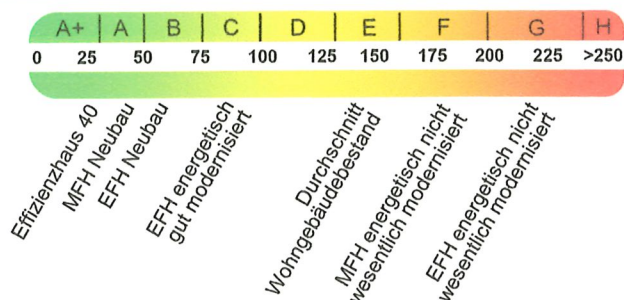 A+ A B C D E F G H
0 25 50 75 100 125 150 175 200 225 >250
Effizienzhaus 40
MFH Neubau
EFH Neubau
EFH energetisch
gut modernisiert
Durchschnitt
Wohngebäudebestand
MFH energetisch nicht
wesentlich modernisiert
EFH energetisch nicht
wesentlich modernisiert